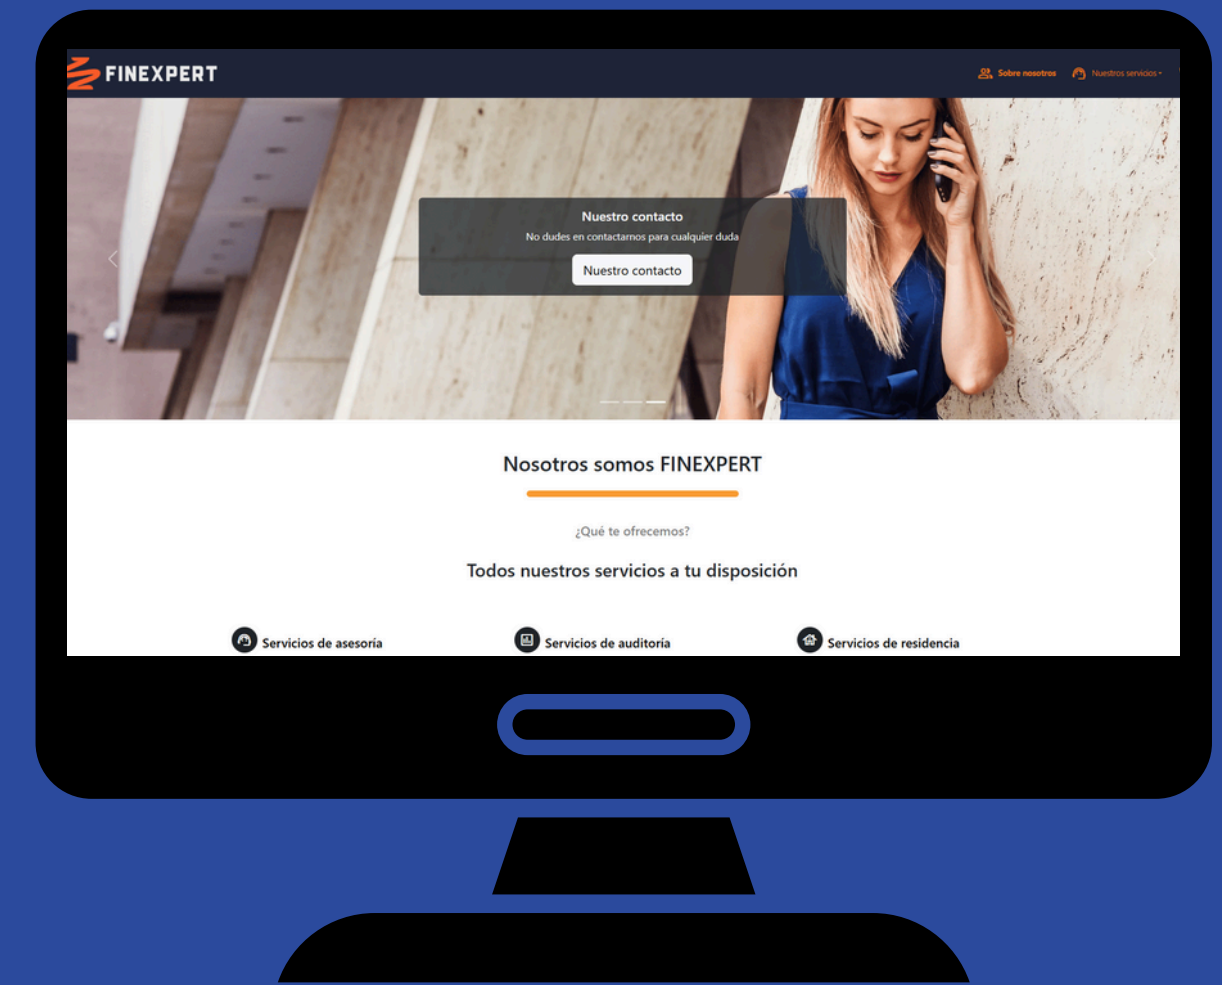 FINEXPERT
Sobre nosotros
Nuestros servicios
Nuestro contacto
No dudes en contactarnos para cualquier duda
Nuestro contacto
Nosotros somos FINEXPERT
¿Qué te ofrecemos?
Todos nuestros servicios a tu disposición
Servicios de asesoría
Servicios de auditoría
Servicios de residencia